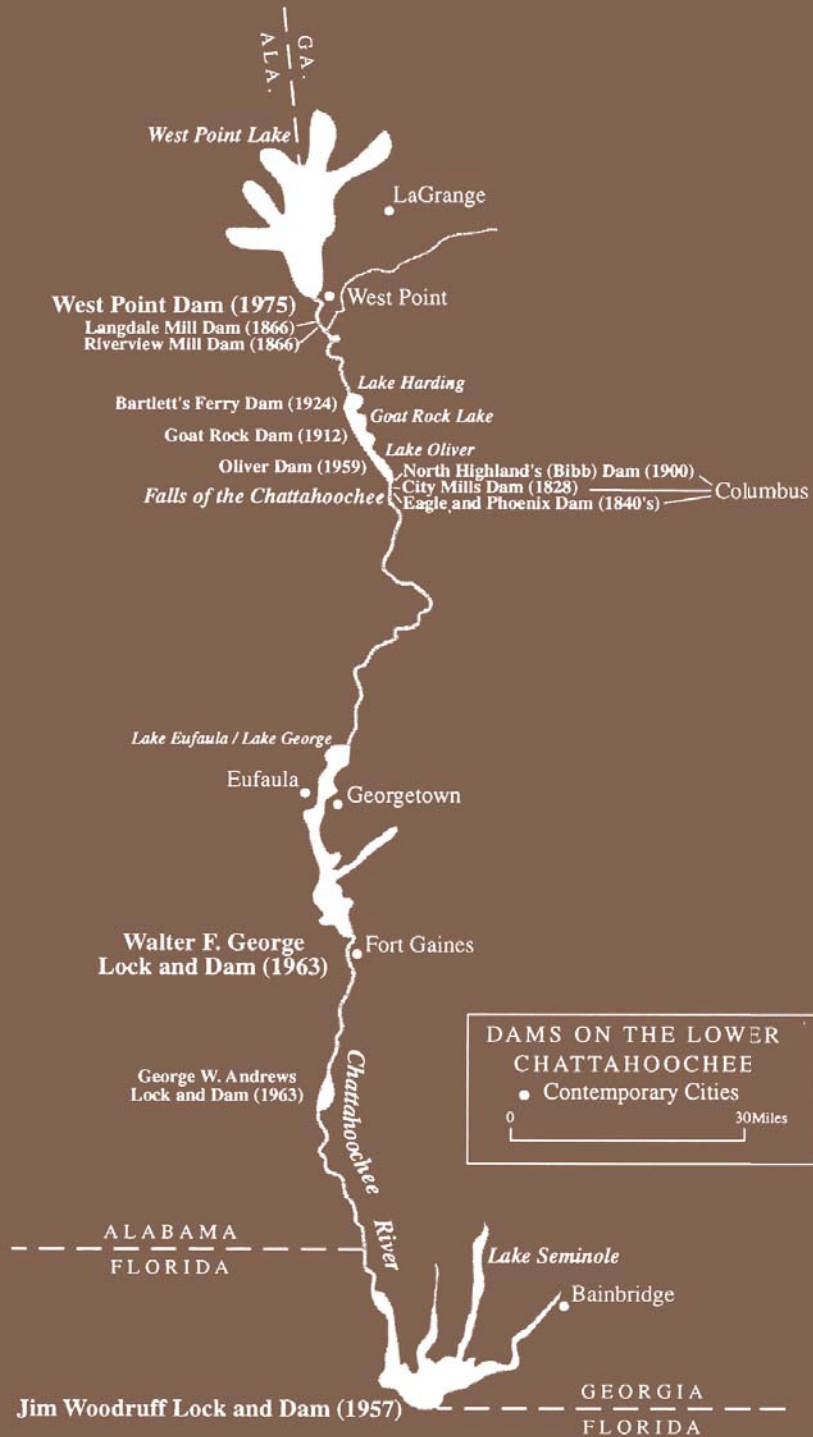 GA.
ALA.
West Point Lake
LaGrange
West Point Dam (1975)
West Point
Langdale Mill Dam (1866)
Riverview Mill Dam (1866)
Lake Harding
Bartlett's Ferry Dam (1924)
Goat Rock Lake
Goat Rock Dam (1912)
Lake Oliver
Oliver Dam (1959)
North Highland's (Bibb) Dam (1900)
City Mills Dam (1828)
Columbus
Falls of the Chattahoochee
Eagle and Phoenix Dam (1840's)
Lake Eufaula / Lake George
Eufaula
Georgetown
Walter F. George
Lock and Dam (1963)
Fort Gaines
DAMS ON THE LOWER
CHATTAHOOCHEE
Contemporary Cities
0 30 Miles
George W. Andrews
Lock and Dam (1963)
Chattahoochee River
ALABAMA
FLORIDA
Lake Seminole
Bainbridge
Jim Woodruff Lock and Dam (1957)
GEORGIA
FLORIDA